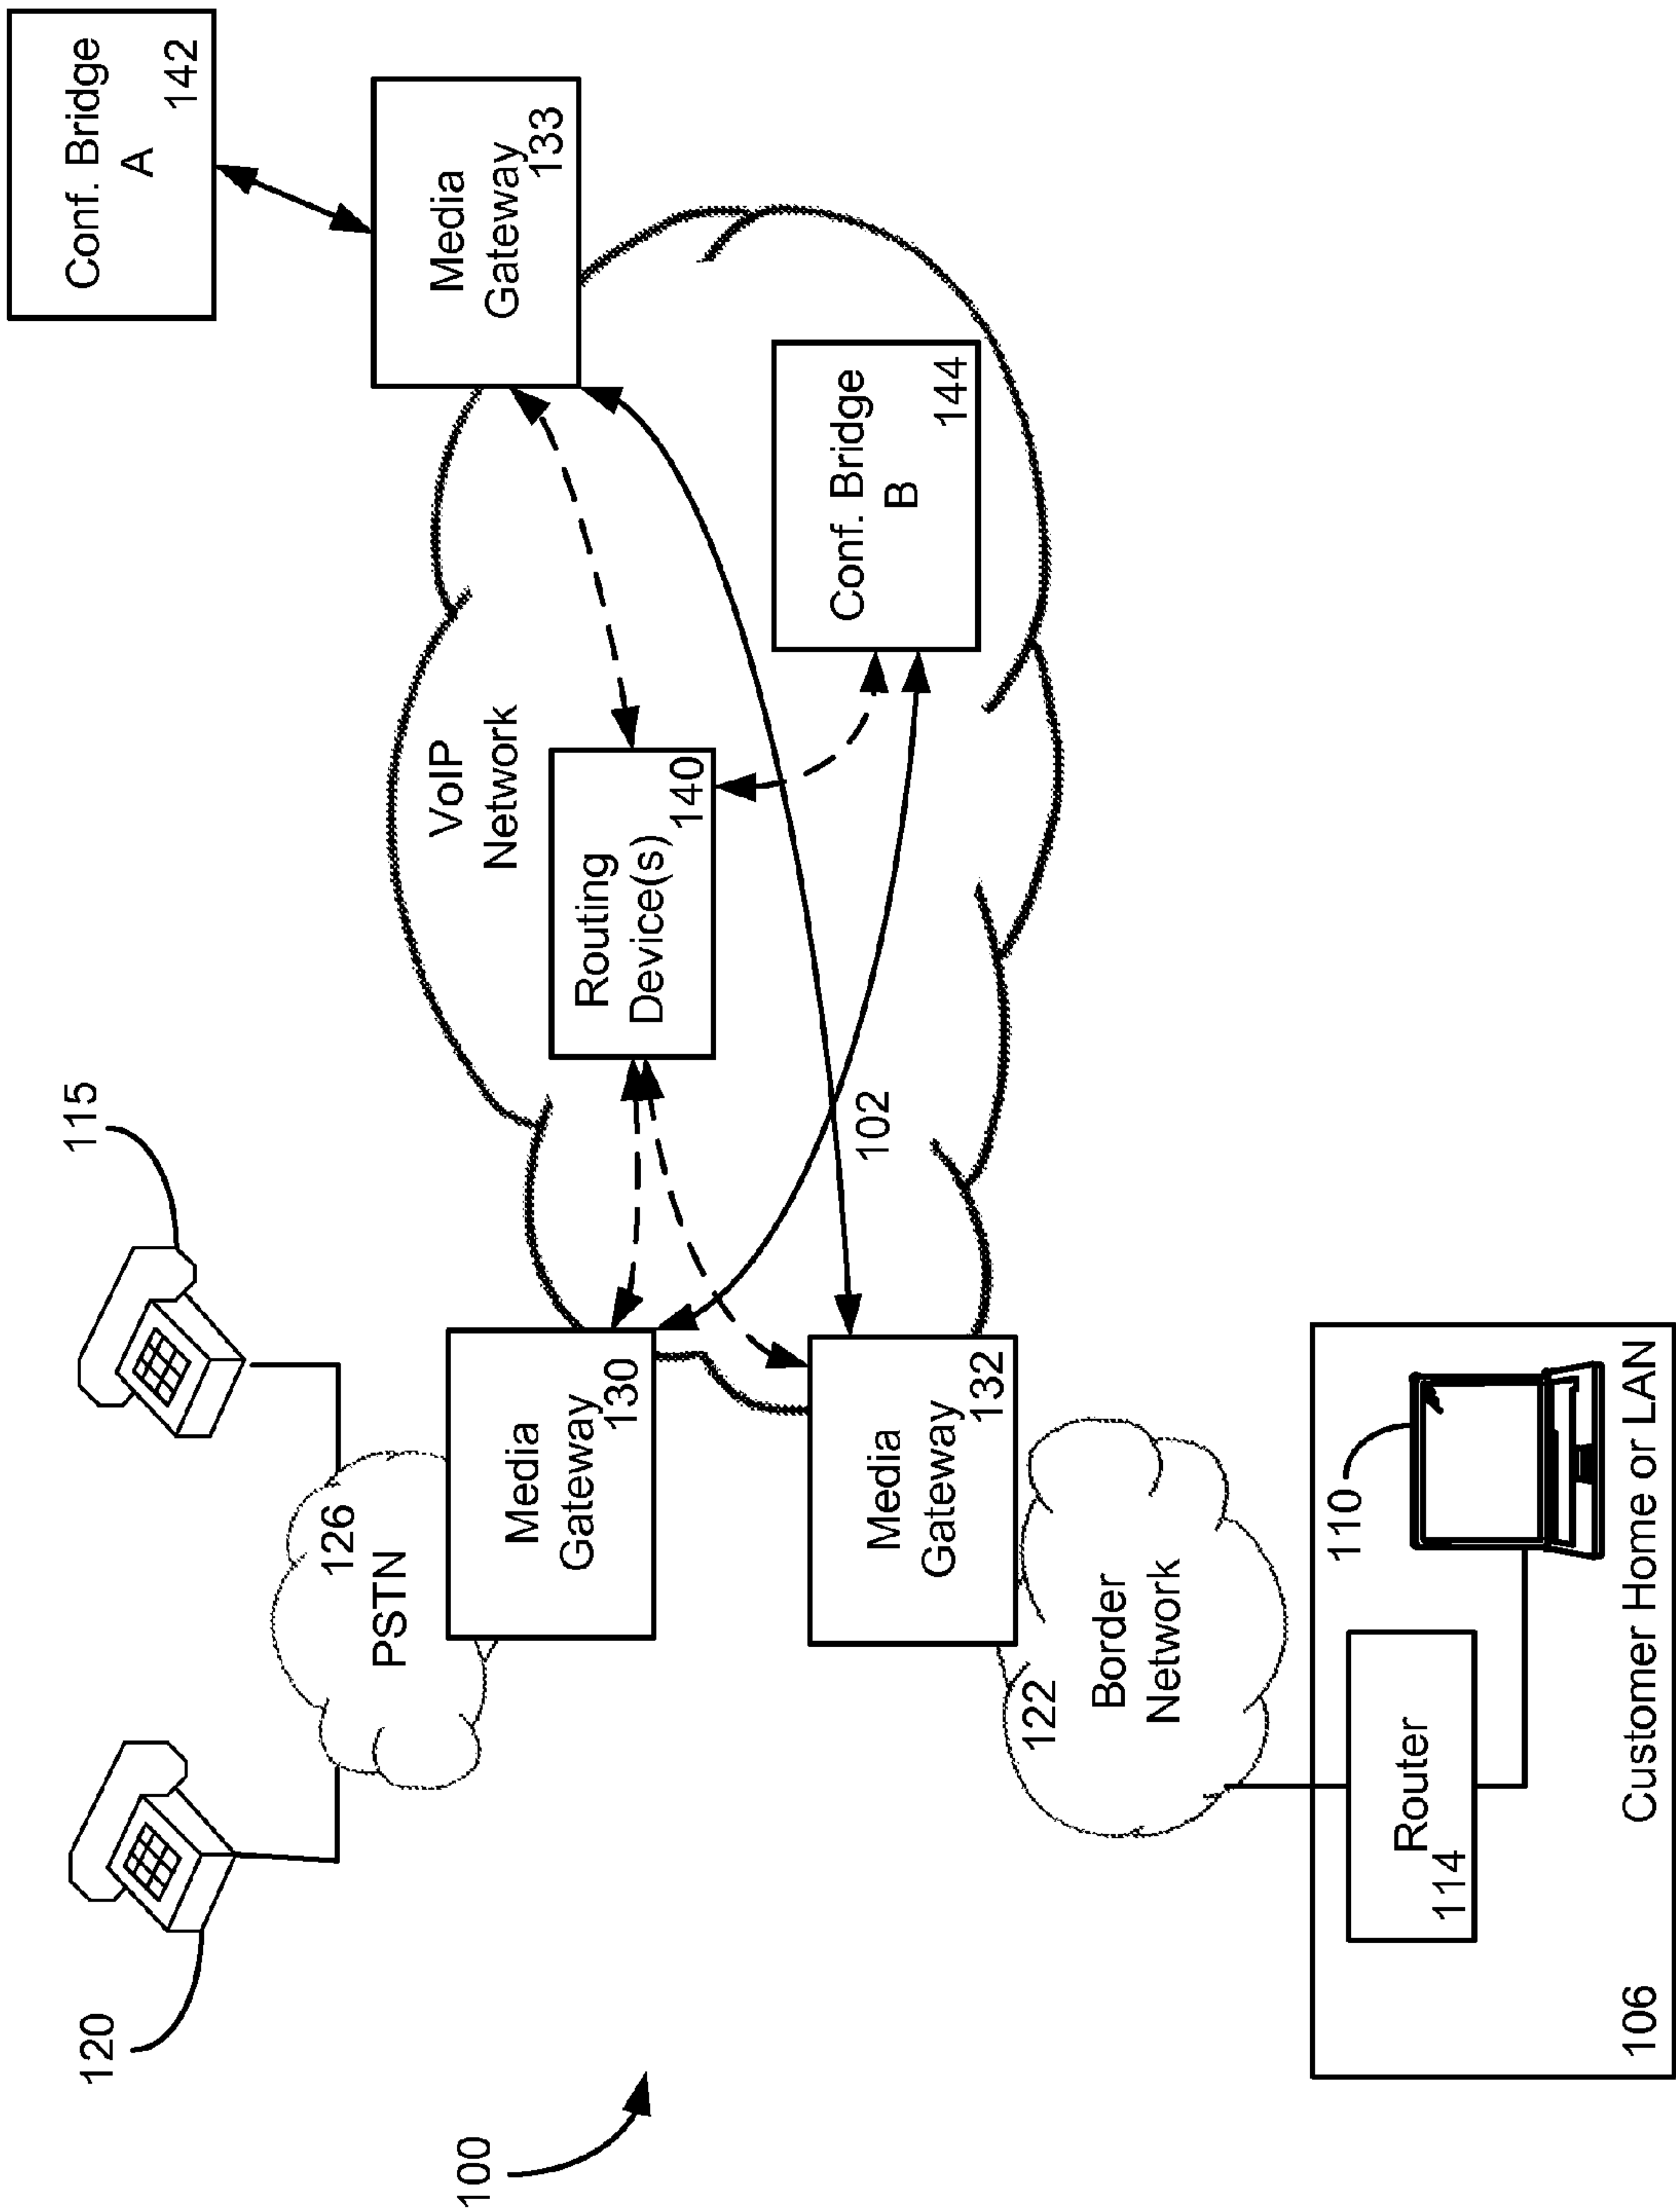 100
120
115
126
PSTN
Media
Gateway
130
Media
Gateway
132
122
Border
Network
Router
114
110
106
Customer Home or LAN
VoIP
Network
Routing
Device(s)
140
102
Conf. Bridge
B
144
Media
Gateway
133
Conf. Bridge
A
142